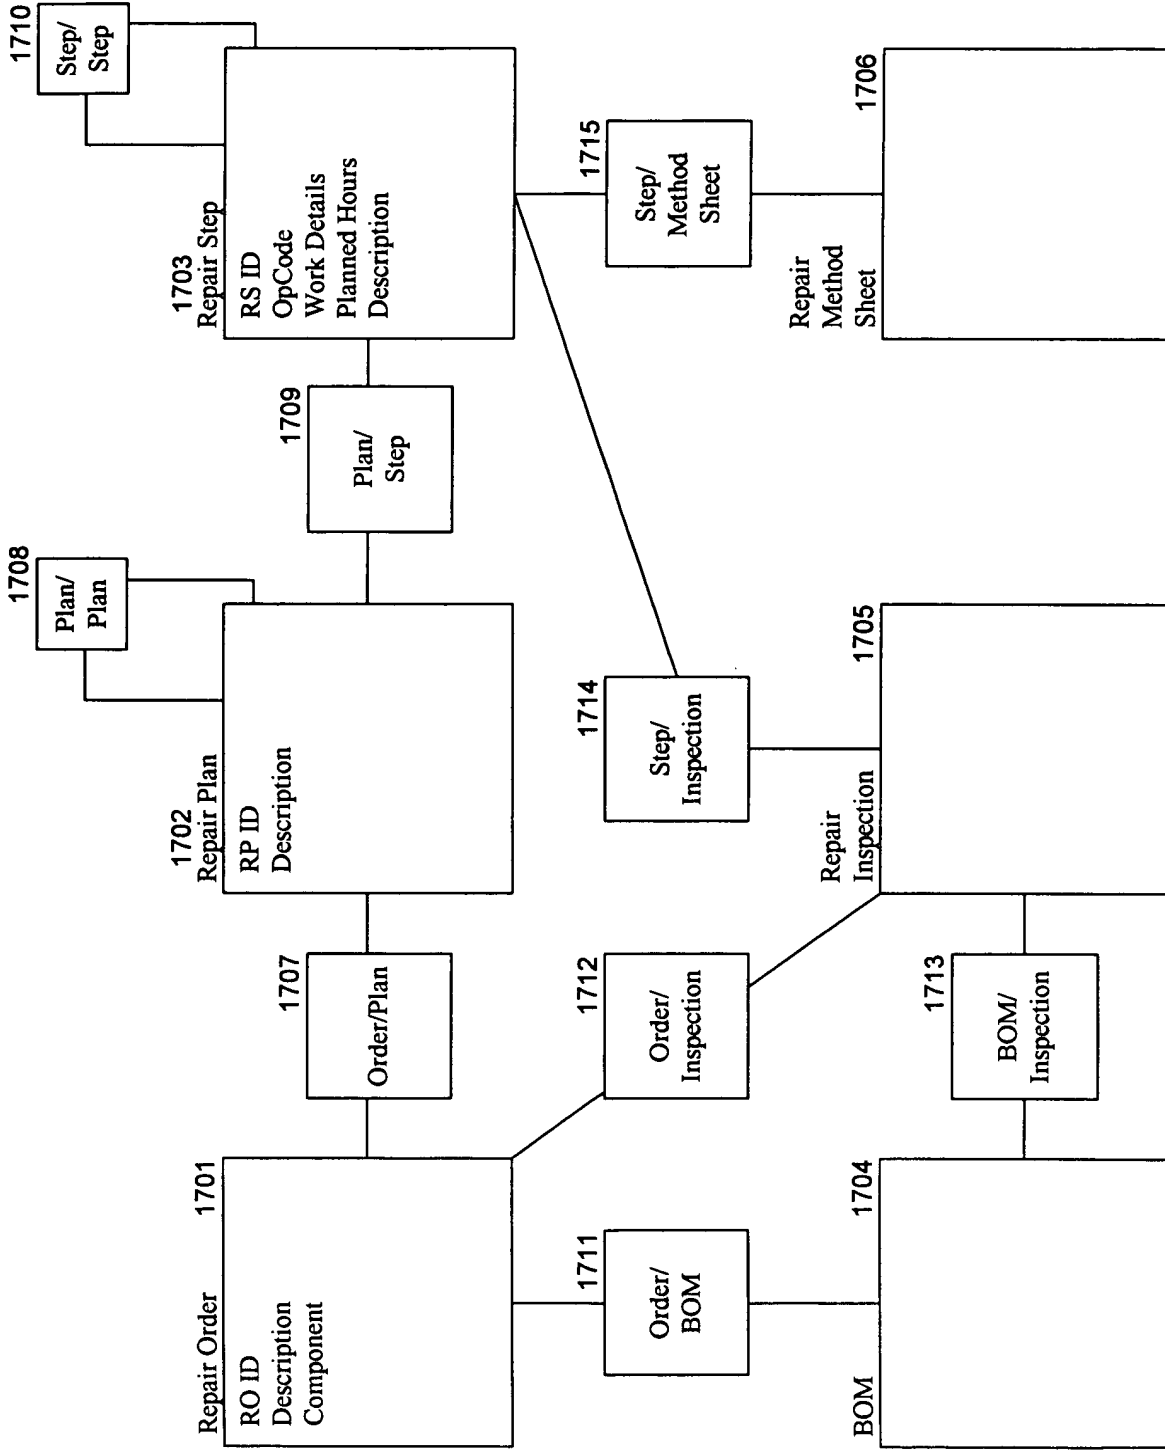 Repair Order
1701
RO ID
Description
Component
1707
Order/Plan
1702
Repair Plan
RP ID
Description
1708
Plan/
Plan
1709
Plan/
Step
1703
Repair Step
RS ID
OpCode
Work Details
Planned Hours
Description
1710
Step/
Step
1711
Order/
BOM
1712
Order/
Inspection
1714
Step/
Inspection
1715
Step/
Method
Sheet
BOM
1704
1713
BOM/
Inspection
Repair
Inspection
1705
Repair
Method
Sheet
1706